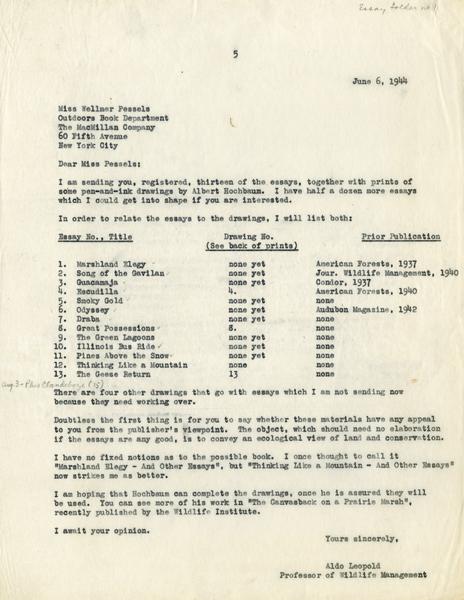 Essay folder no 1
5
June 6, 1944
Miss Wellmer Pessels
Outdoors Book Department
The MacMillan Company
60 Fifth Avenue
New York City
Dear Miss Pessels:
I am sending you, registered, thirteen of the essays, together with prints of
some pen-and-ink drawings by Albert Hochbaum. I have half a dozen more essays
which I could get into shape if you are interested.
In order to relate the essays to the drawings, I will list both:
Essay No., Title Drawing No. Prior Publication
(See back of prints)
1. Marshland Elegy none yet American Forests, 1937
2. Song of the Gavilan none yet Jour. Wildlife Management, 1940
3. Guacamaja none yet Condor, 1937
4. Escudilla 4. American Forests, 1940
5. Smoky Gold none yet none
6. Odyssey none yet Audubon Magazine, 1942
7. Draba none yet none
8. Great Possessions 8. none
9. The Green Lagoons none yet none
10. Illinois Bus Ride none yet none
11. Pines Above the Snow none yet none
12. Thinking Like a Mountain none none
13. The Geese Return 13 none
Aug. 3 - Plus Clandeboye (15)
There are four other drawings that go with essays which I am not sending now
because they need working over.
Doubtless the first thing is for you to say whether these materials have any appeal
to you from the publisher's viewpoint. The object, which should need no elaboration
if the essays are any good, is to convey an ecological view of land and conservation.
I have no fixed notions as to the possible book. I once thought to call it
"Marshland Elegy - And Other Essays", but "Thinking Like a Mountain - And Other Essays"
now strikes me as better.
I am hoping that Hochbaum can complete the drawings, once he is assured they will
be used. You can see more of his work in "The Canvasback on a Prairie Marsh",
recently published by the Wildlife Institute.
I await your opinion.
Yours sincerely,
Aldo Leopold
Professor of Wildlife Management